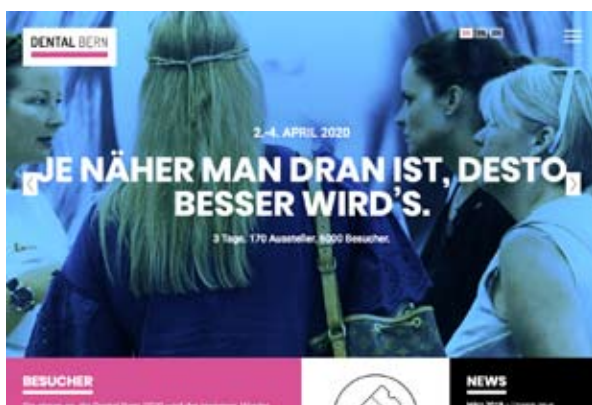 DENTAL BERN
2.-4. APRIL 2020
JE NÄHER MAN DRAN IST, DESTO
BESSER WIRD'S.
3 Tage. 170 Aussteller. 6000 Besucher.
BESUCHER
NEWS